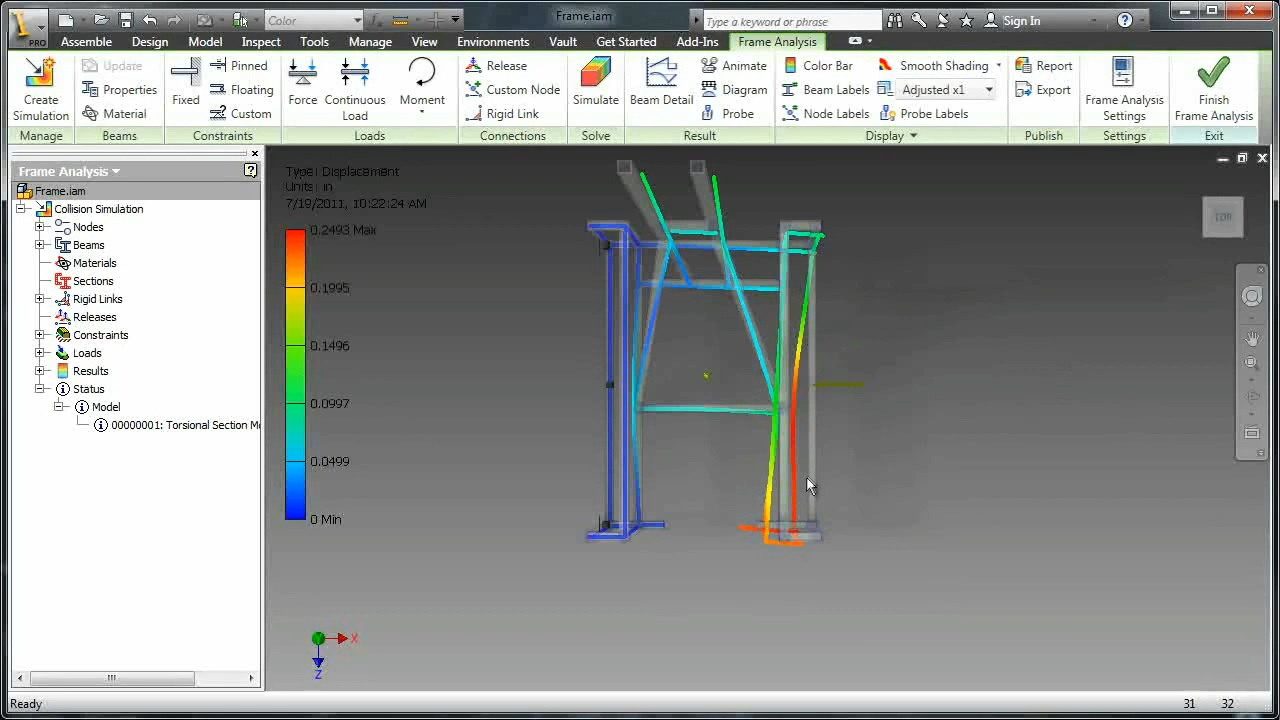 Color
Frame.iam
Type a keyword or phrase
Sign In
PRO
Assemble Design Model Inspect Tools Manage View Environments Vault Get Started Add-Ins Frame Analysis
Create Simulation
Update
Properties
Material
Fixed
Pinned
Floating
Custom
Force
Continuous Load
Moment
Release
Custom Node
Rigid Link
Simulate
Beam Detail
Animate
Diagram
Probe
Color Bar
Beam Labels
Node Labels
Smooth Shading
Adjusted x1
Probe Labels
Report
Export
Frame Analysis Settings
Finish Frame Analysis
Manage Beams Constraints Loads Connections Solve Result Display Publish Settings Exit
Frame Analysis
Frame.iam
Collision Simulation
Nodes
Beams
Materials
Sections
Rigid Links
Releases
Constraints
Loads
Results
Status
Model
00000001: Torsional Section M
Type: Displacement
Units: in
7/19/2011, 10:22:24 AM
0.2493 Max
0.1995
0.1496
0.0997
0.0499
0 Min
TOP
X
Z
Ready
31 32